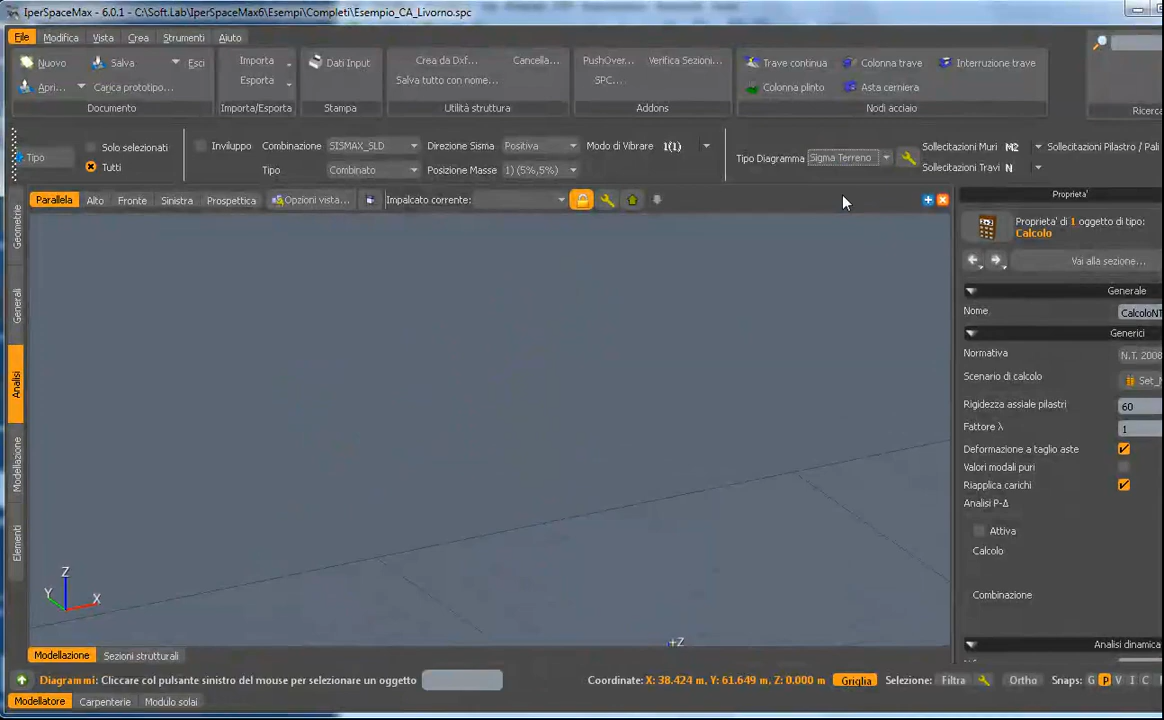 IperSpaceMax - 6.0.1 - C:\Soft.Lab\IperSpaceMax6\Esempi\Completi\Esempio_CA_Livorno.spc
File Modifica Vista Crea Strumenti Aiuto
Nuovo Salva Esci Importa Dati Input Crea da Dxf... Cancella... PushOver... Verifica Sezioni... Trave continua Colonna trave Interruzione trave
Apri... Carica prototipo... Esporta Salva tutto con nome... SPC... Colonna plinto Asta cerniera
Documento Importa/Esporta Stampa Utilità struttura Addons Nodi acciaio Ricerca
Tipo Solo selezionati Inviluppo Combinazione SISMAX_SLD Direzione Sisma Positiva Modo di Vibrare 1(1) Tipo Diagramma Sigma Terreno Sollecitazioni Muri M2 Sollecitazioni Pilastro / Pali
Tutti Tipo Combinato Posizione Masse 1) (5%,5%) Sollecitazioni Travi N
Parallela Alto Fronte Sinistra Prospettica Opzioni vista... Impalcato corrente:
Proprieta'
Proprieta' di 1 oggetto di tipo:
Calcolo
Vai alla sezione...
Generale
Nome CalcoloNT
Generici
Normativa N.T. 2008
Scenario di calcolo Set_N
Rigidezza assiale pilastri 60
Fattore λ 1
Deformazione a taglio aste
Valori modali puri
Riapplica carichi
Analisi P-Δ
Attiva
Calcolo
Combinazione
Analisi dinamica
Geometrie
Generali
Analisi
Modellazione
Elementi
Z
Y X
+Z
Modellazione Sezioni strutturali
Diagrammi: Cliccare col pulsante sinistro del mouse per selezionare un oggetto Coordinate: X: 38.424 m, Y: 61.649 m, Z: 0.000 m Griglia Selezione: Filtra Ortho Snaps: G P V I C
Modellatore Carpenterie Modulo solai